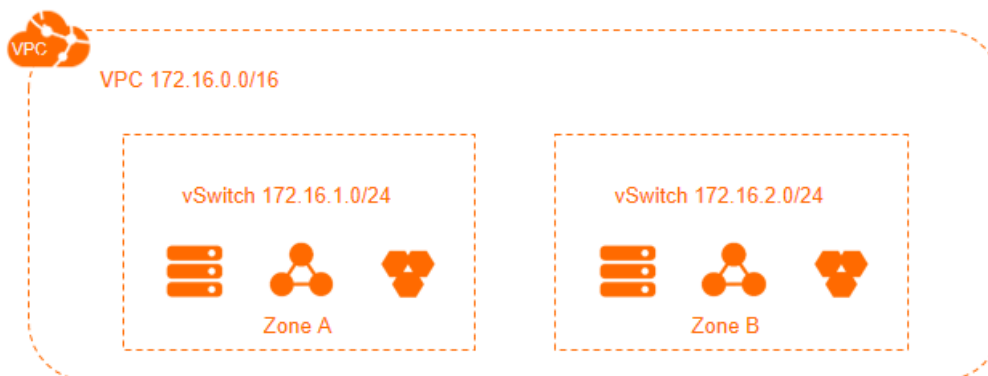 VPC
VPC 172.16.0.0/16
vSwitch 172.16.1.0/24
vSwitch 172.16.2.0/24
Zone A
Zone B